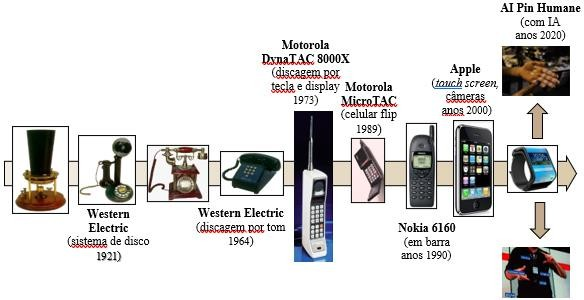 AI Pin Humane
(com IA
anos 2020)
Motorola
DynaTAC 8000X
(discagem por
tecla e display
1973)
Motorola
MicroTAC
(celular flip
1989)
Apple
(touch screen,
câmeras
anos 2000)
Western
Electric
(sistema de disco
1921)
Western Electric
(discagem por tom
1964)
Nokia 6160
(em barra
anos 1990)